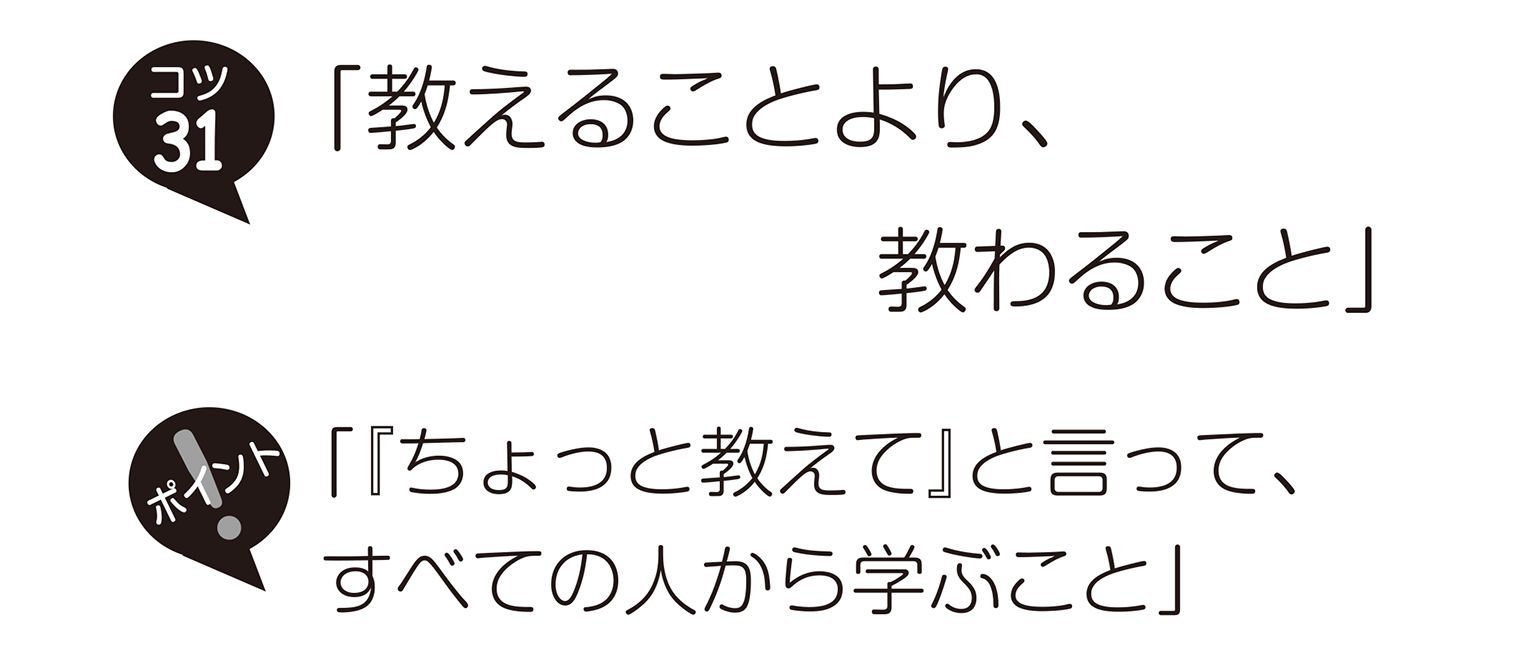 コツ
31
「教えることより、
教わること」
ポイント
「『ちょっと教えて』と言って、
すべての人から学ぶこと」